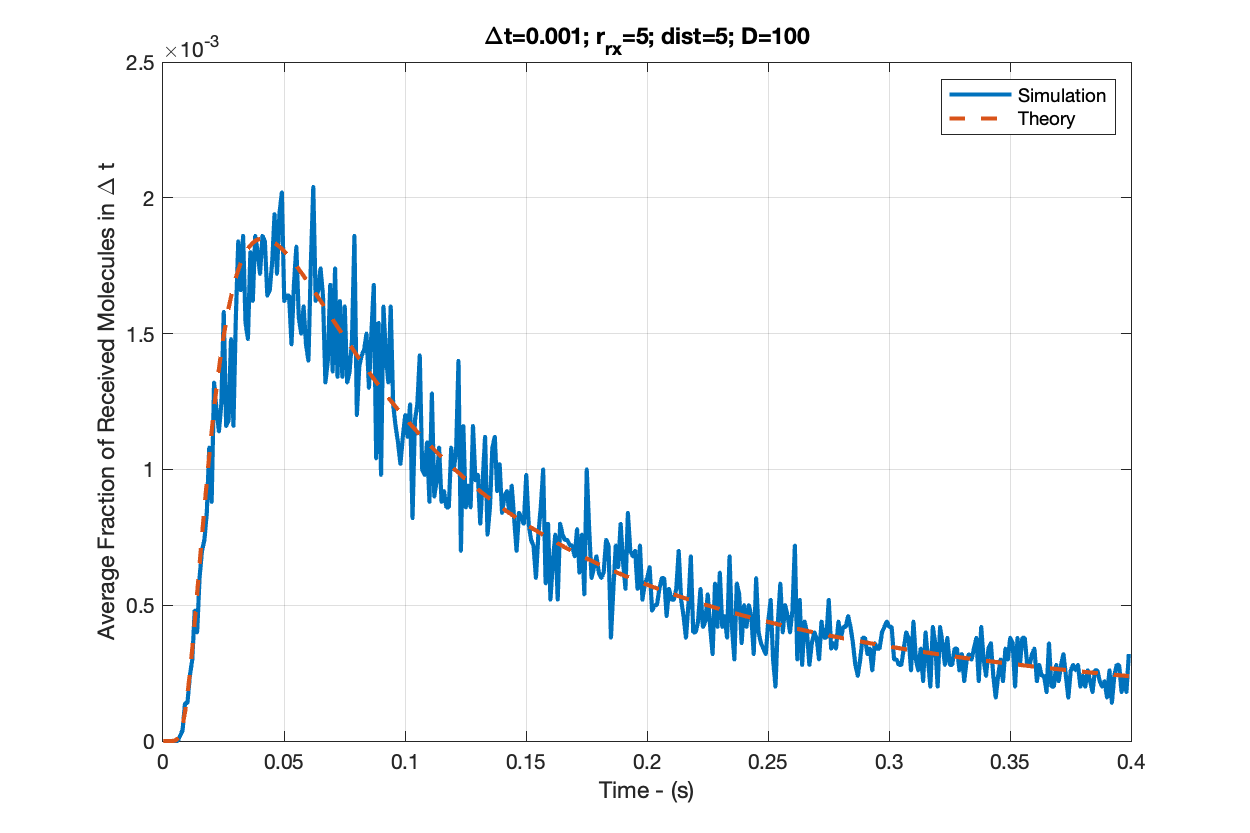 Δt=0.001; r_rx=5; dist=5; D=100
×10^-3
2.5
2
1.5
1
0.5
0
Average Fraction of Received Molecules in Δ t
Simulation
Theory
0 0.05 0.1 0.15 0.2 0.25 0.3 0.35 0.4
Time - (s)